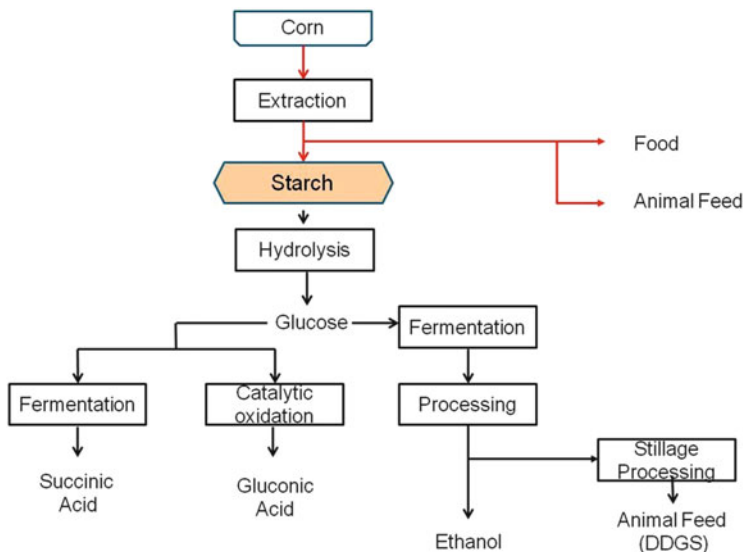 Corn
Extraction
Food
Starch
Animal Feed
Hydrolysis
Glucose
Fermentation
Fermentation
Catalytic
oxidation
Processing
Succinic
Acid
Gluconic
Acid
Stillage
Processing
Ethanol
Animal Feed
(DDGS)